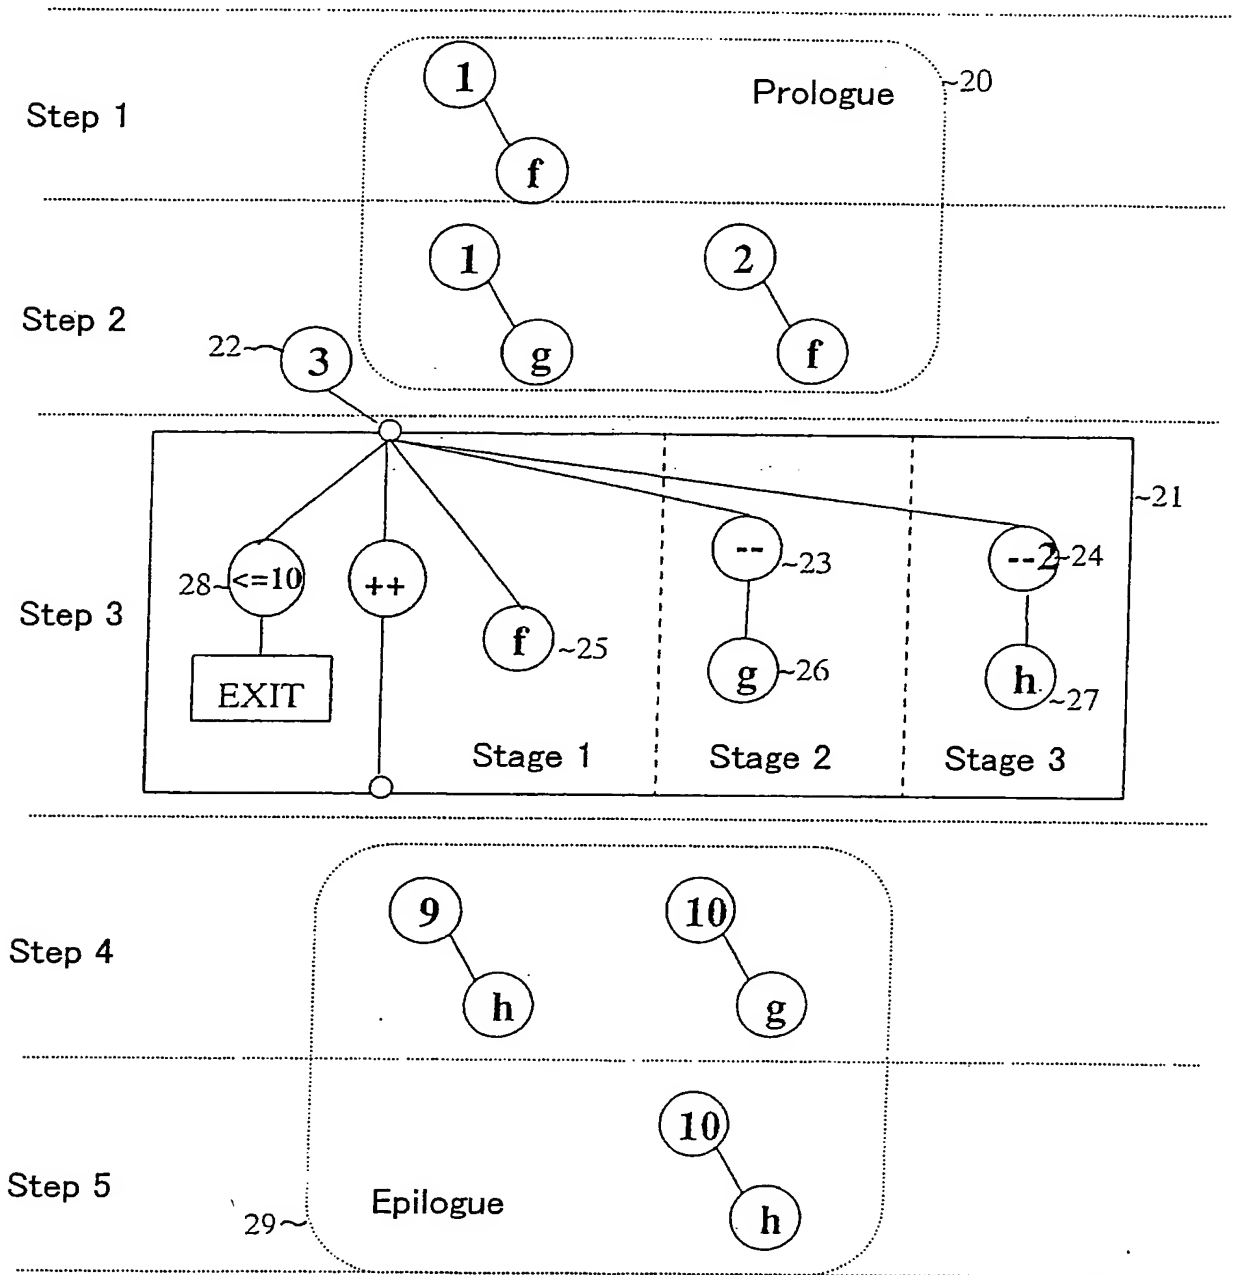 1
Prologue
~20
Step 1
f
1
2
Step 2
22~
3
g
f
~21
28~
<=10
++
--
~23
--2
~24
Step 3
f
~25
g
~26
h
~27
EXIT
Stage 1
Stage 2
Stage 3
9
10
Step 4
h
g
10
Step 5
Epilogue
29~
h